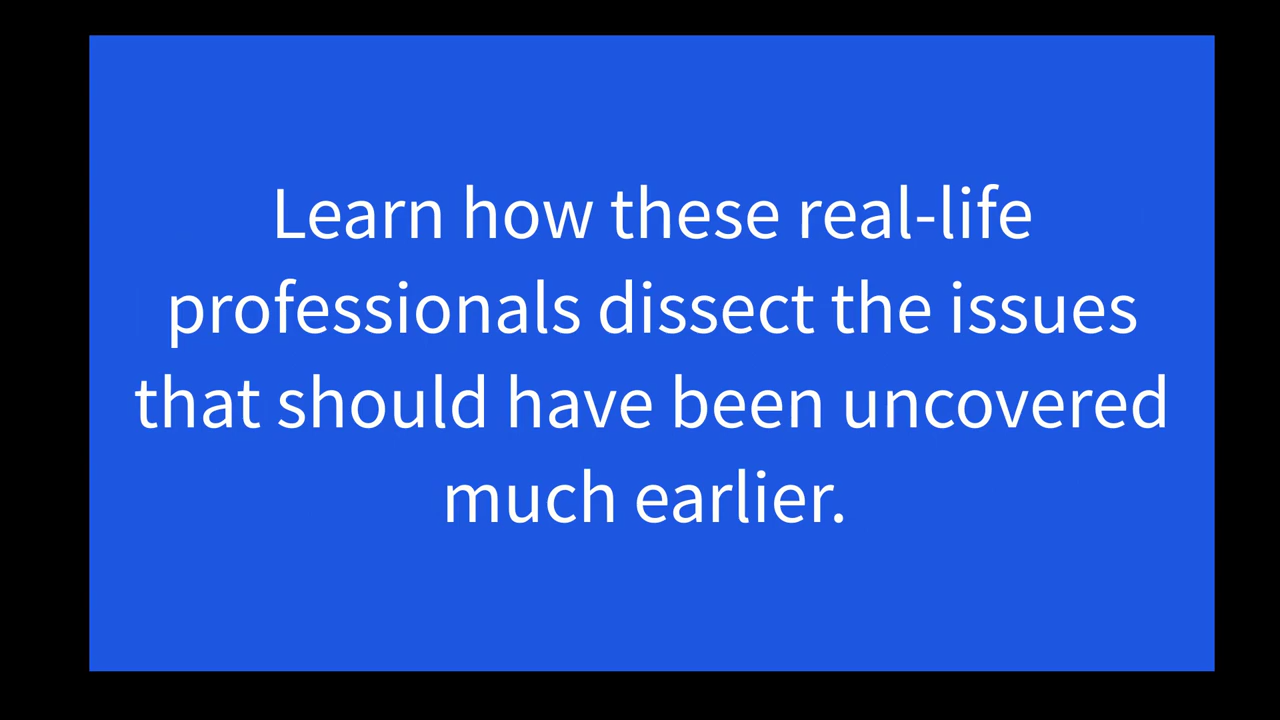 Learn how these real-life
professionals dissect the issues
that should have been uncovered
much earlier.